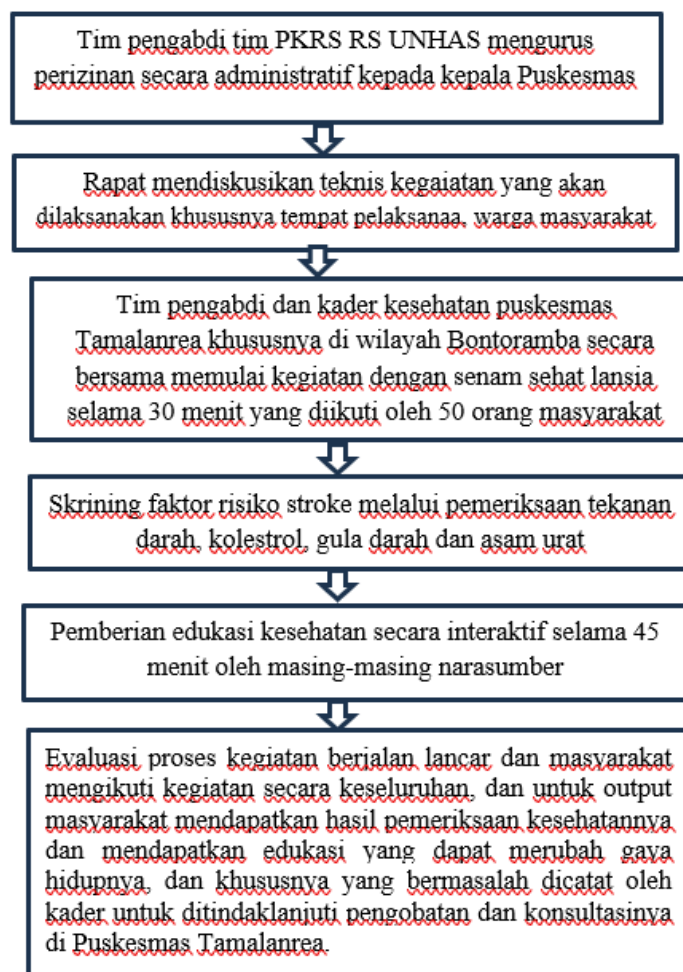 Tim pengabdi tim PKRS RS UNHAS mengurus
perizinan secara administratif kepada kepala Puskesmas
Rapat mendiskusikan teknis kegaiatan yang akan
dilaksanakan khususnya tempat pelaksanaa, warga masyarakat
Tim pengabdi dan kader kesehatan puskesmas
Tamalanrea khususnya di wilayah Bontoramba secara
bersama memulai kegiatan dengan senam sehat lansia
selama 30 menit yang diikuti oleh 50 orang masyarakat
Skrining faktor risiko stroke melalui pemeriksaan tekanan
darah, kolestrol, gula darah dan asam urat
Pemberian edukasi kesehatan secara interaktif selama 45
menit oleh masing-masing narasumber
Evaluasi proses kegiatan berjalan lancar dan masyarakat
mengikuti kegiatan secara keseluruhan, dan untuk output
masyarakat mendapatkan hasil pemeriksaan kesehatannya
dan mendapatkan edukasi yang dapat merubah gaya
hidupnya, dan khususnya yang bermasalah dicatat oleh
kader untuk ditindaklanjuti pengobatan dan konsultasinya
di Puskesmas Tamalanrea.